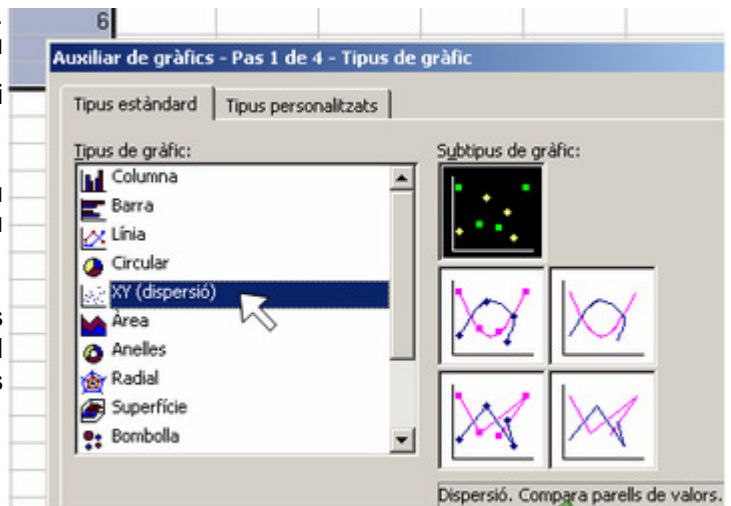 6
Auxiliar de gràfics - Pas 1 de 4 - Tipus de gràfic
Tipus estàndard
Tipus personalitzats
Tipus de gràfic:
Columna
Barra
Línia
Circular
XY (dispersió)
Àrea
Anelles
Radial
Superfície
Bombolla
Subtipus de gràfic:
Dispersió. Compara parells de valors.